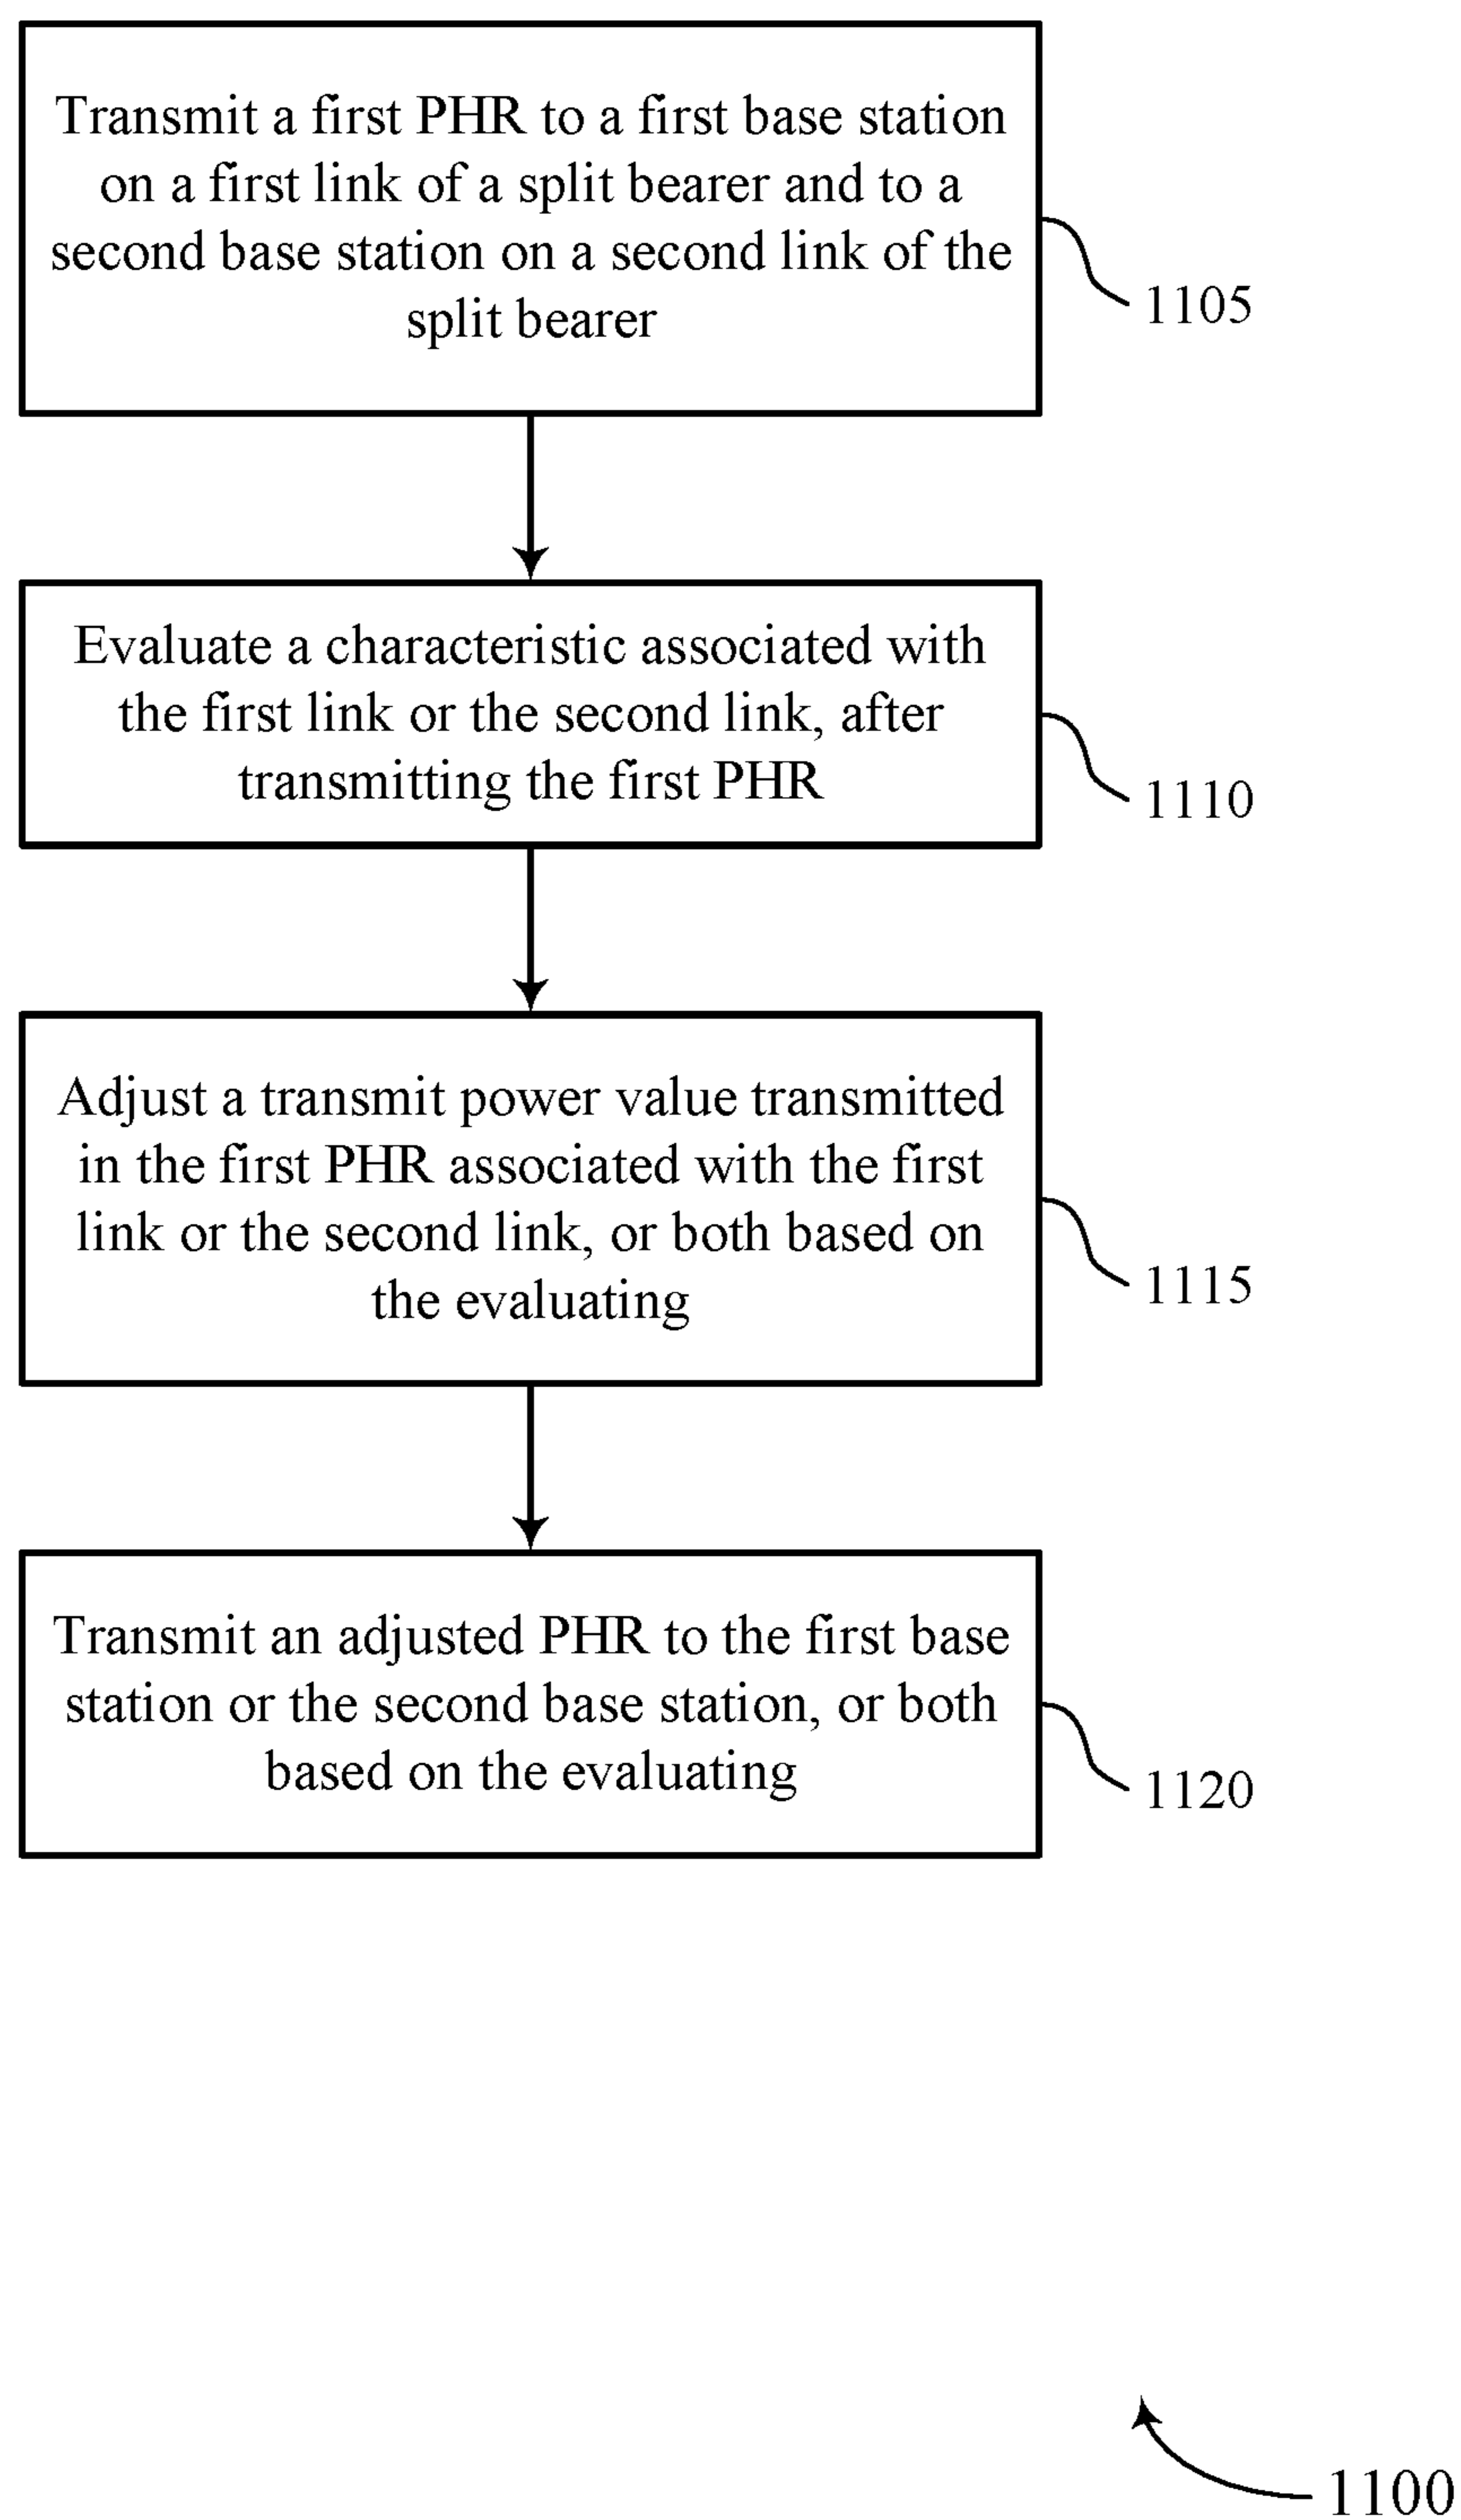 Transmit a first PHR to a first base station
on a first link of a split bearer and to a
second base station on a second link of the
split bearer
1105
Evaluate a characteristic associated with
the first link or the second link, after
transmitting the first PHR
1110
Adjust a transmit power value transmitted
in the first PHR associated with the first
link or the second link, or both based on
the evaluating
1115
Transmit an adjusted PHR to the first base
station or the second base station, or both
based on the evaluating
1120
1100